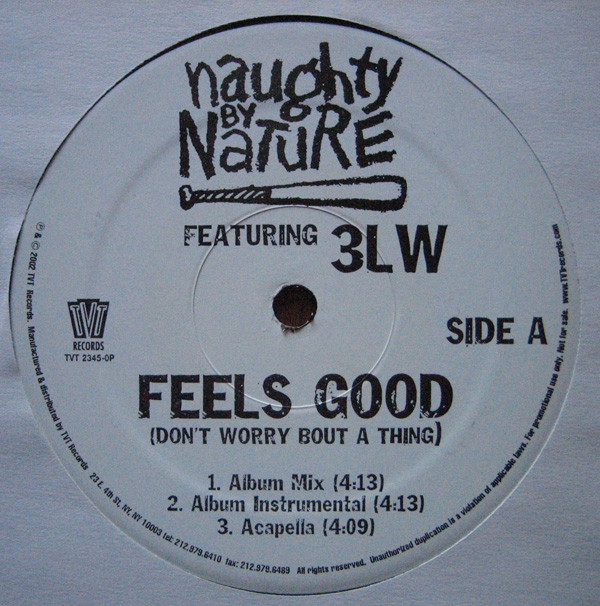 naughty
BY
NATURE
FEATURING 3LW
TVT
RECORDS
TVT 2345-0P
SIDE A
FEELS GOOD
(DON'T WORRY BOUT A THING)
1. Album Mix (4:13)
2. Album Instrumental (4:13)
3. Acapella (4:09)
℗ & © 2002 TVT Records. Manufactured & distributed by TVT Records 23 E. 4th St, NY, NY 10003 tel: 212.979.6410 fax: 212.979.6489 All rights reserved. Unauthorized duplication is a violation of applicable laws. For promotional use only. Not for sale. www.TVTrecords.com